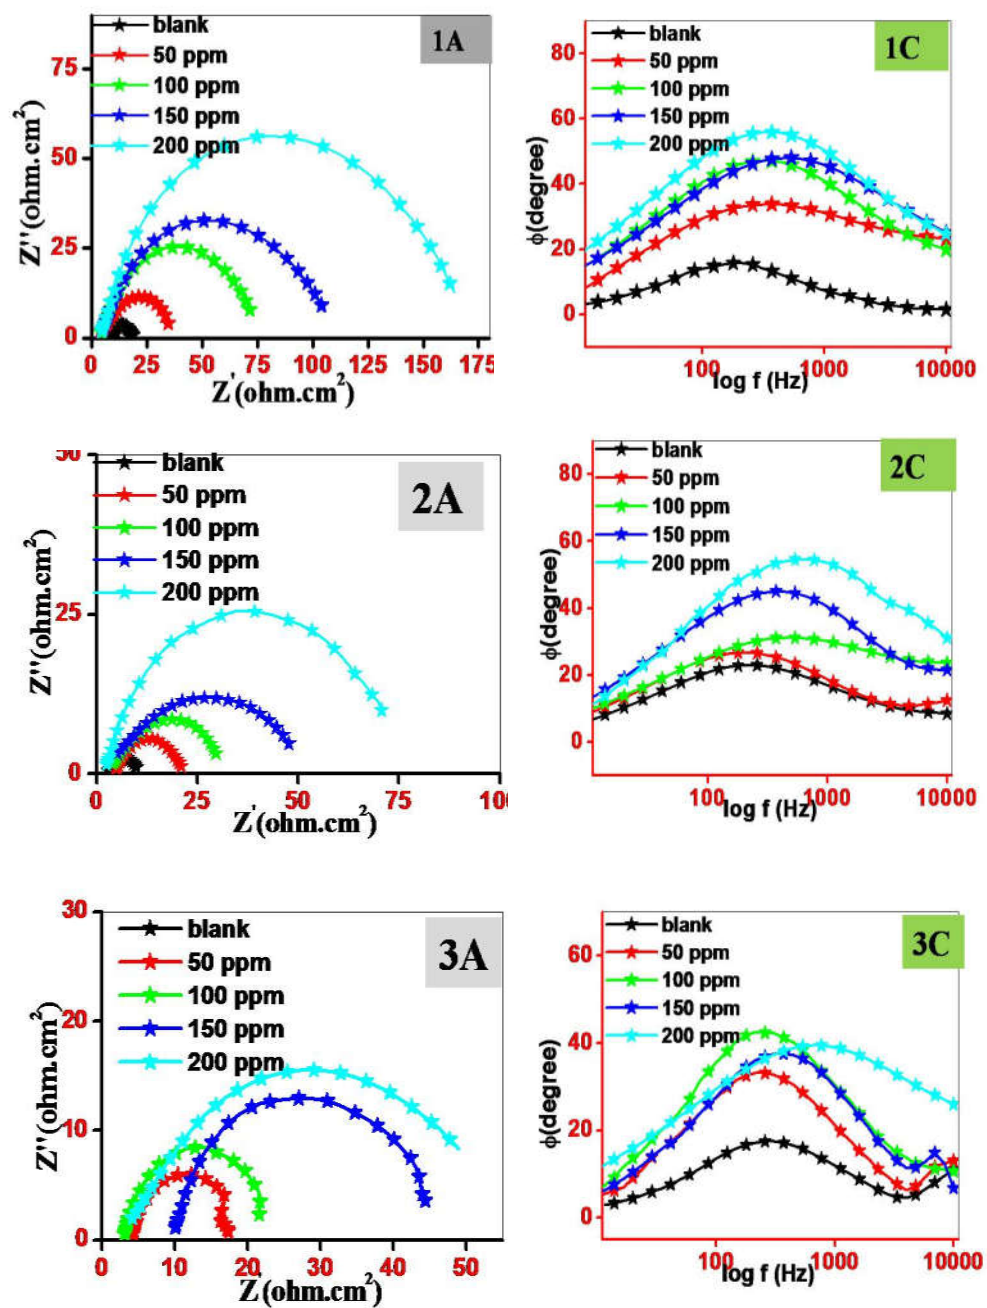 blank
50 ppm
100 ppm
150 ppm
200 ppm
1A
75
50
25
0
0 25 50 75 100 125 150 175
Z''(ohm.cm²)
Z'(ohm.cm²)
blank
50 ppm
100 ppm
150 ppm
200 ppm
1C
80
60
40
20
0
100 1000 10000
ϕ(degree)
log f (Hz)
blank
50 ppm
100 ppm
150 ppm
200 ppm
2A
50
25
0
0 25 50 75 10
Z''(ohm.cm²)
Z'(ohm.cm²)
blank
50 ppm
100 ppm
150 ppm
200 ppm
2C
80
60
40
20
0
100 1000 10000
ϕ(degree)
log f (Hz)
blank
50 ppm
100 ppm
150 ppm
200 ppm
3A
30
20
10
0
0 10 20 30 40 50
Z''(ohm.cm²)
Z'(ohm.cm²)
blank
50 ppm
100 ppm
150 ppm
200 ppm
3C
60
40
20
0
100 1000 10000
ϕ(degree)
log f (Hz)